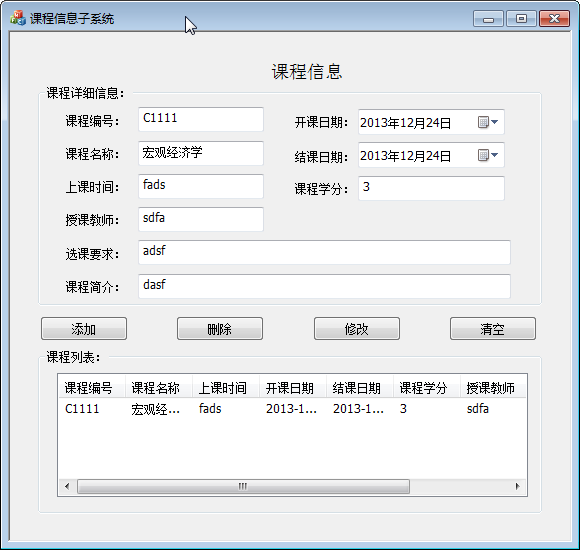 课程信息子系统
课程信息
课程详细信息：
课程编号： C1111 开课日期： 2013年12月24日
课程名称： 宏观经济学 结课日期： 2013年12月24日
上课时间： fads 课程学分： 3
授课教师： sdfa
选课要求： adsf
课程简介： dasf
添加 删除 修改 清空
课程列表：
课程编号 课程名称 上课时间 开课日期 结课日期 课程学分 授课教师
C1111 宏观经... fads 2013-1... 2013-1... 3 sdfa